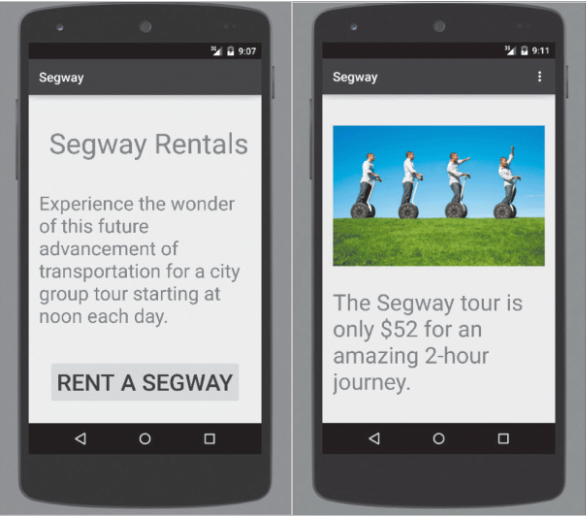 3G 9:07
Segway
Segway Rentals
Experience the wonder
of this future
advancement of
transportation for a city
group tour starting at
noon each day.
RENT A SEGWAY
3G 9:11
Segway
The Segway tour is
only $52 for an
amazing 2-hour
journey.